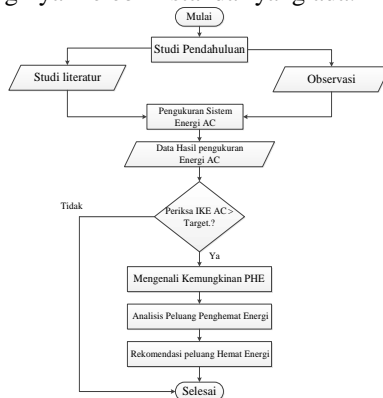 Mulai
Studi Pendahuluan
Studi literatur
Observasi
Pengukuran Sistem
Energi AC
Data Hasil pengukuran
Energi AC
Tidak
Periksa IKE AC >
Target.?
Ya
Mengenali Kemungkinan PHE
Analisis Peluang Penghemat Energi
Rekomendasi peluang Hemat Energi
Selesai